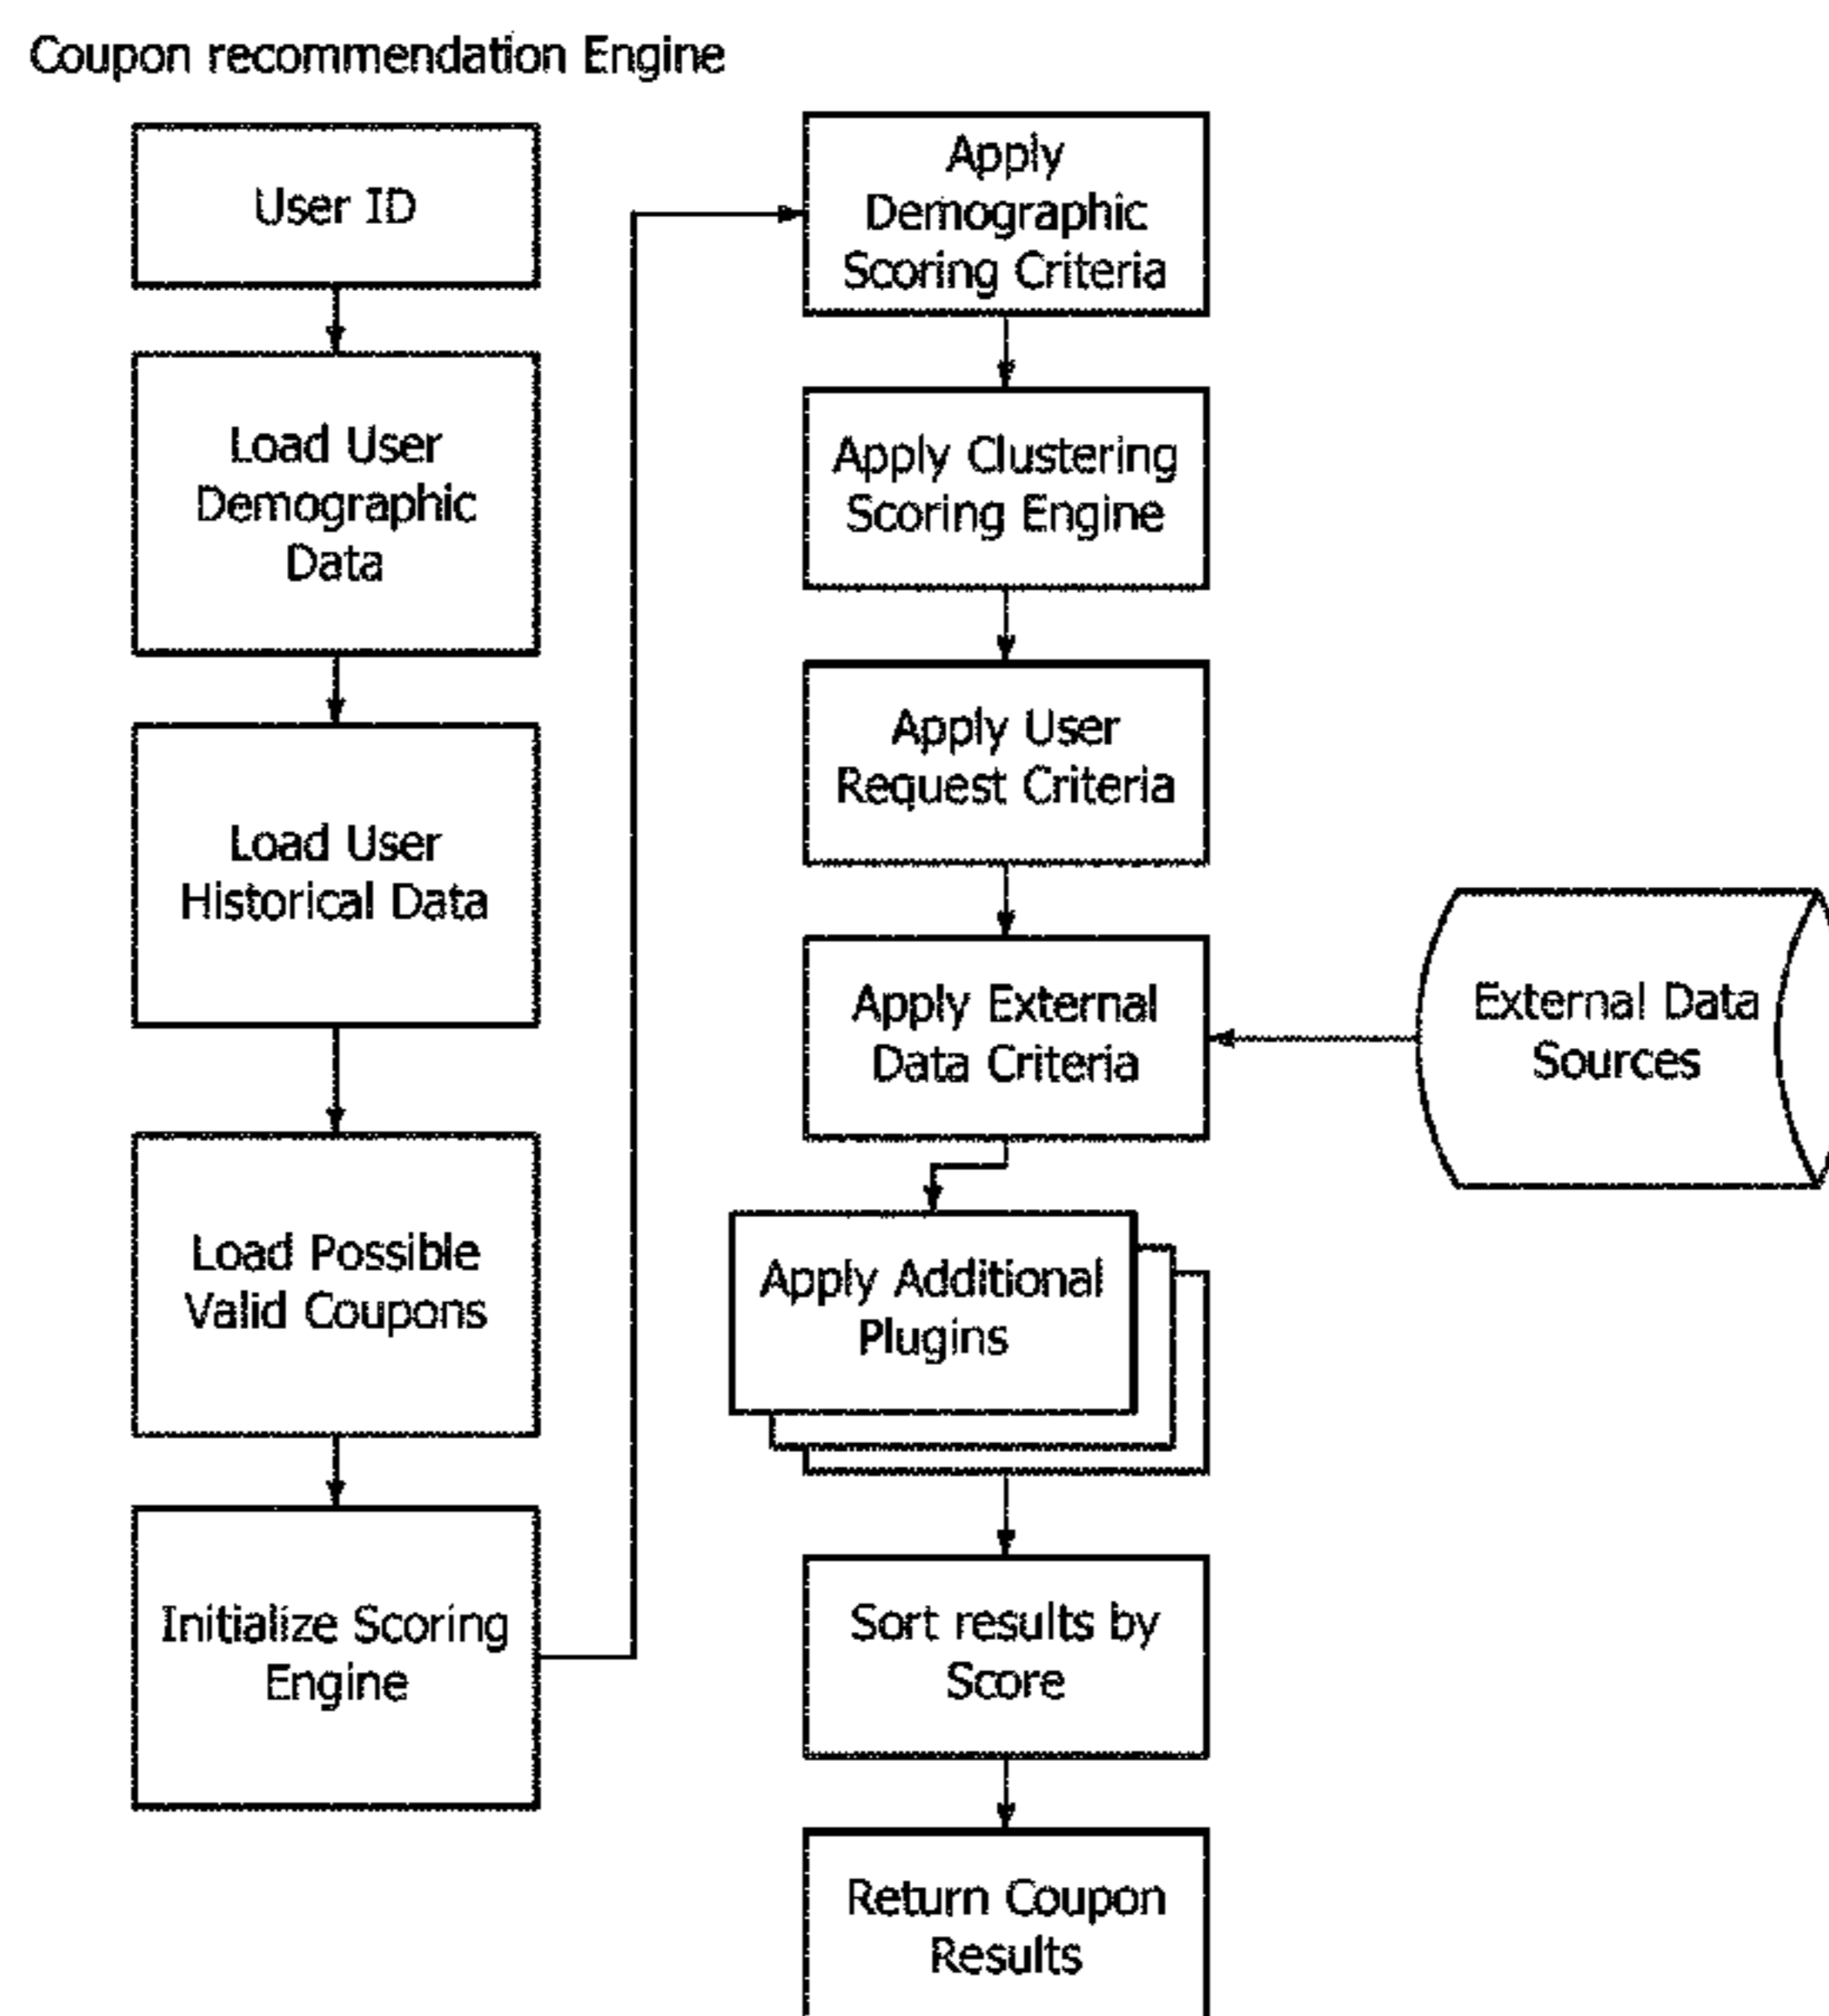 Coupon recommendation Engine
User ID
Load User
Demographic
Data
Load User
Historical Data
Load Possible
Valid Coupons
Initialize Scoring
Engine
Apply
Demographic
Scoring Criteria
Apply Clustering
Scoring Engine
Apply User
Request Criteria
Apply External
Data Criteria
External Data
Sources
Apply Additional
Plugins
Sort results by
Score
Return Coupon
Results